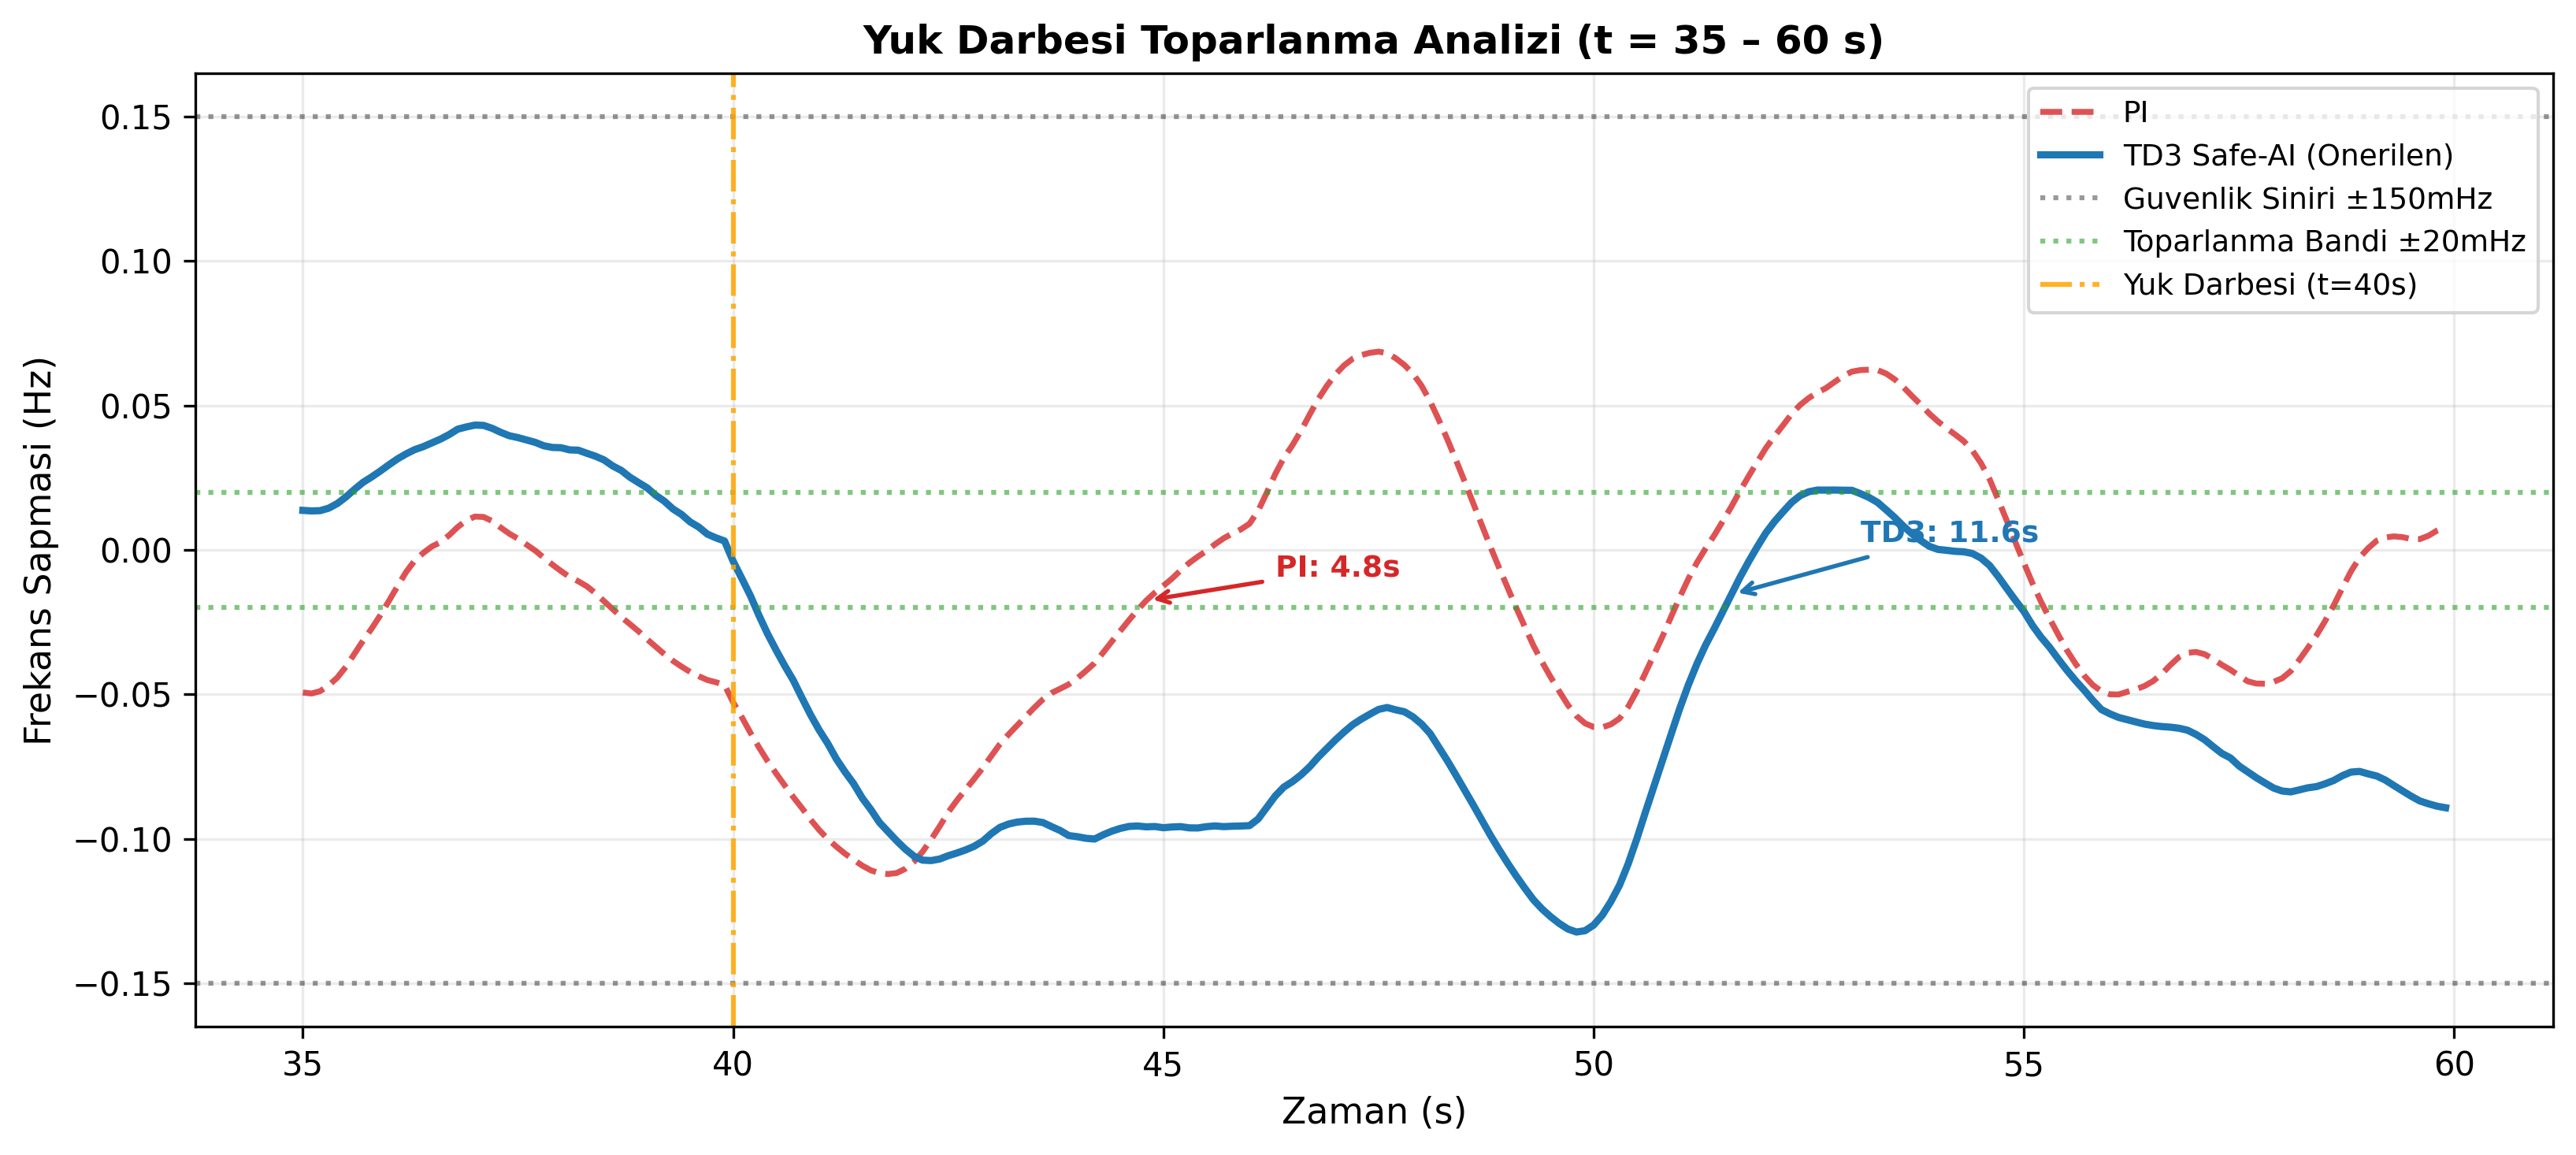 Yuk Darbesi Toparlanma Analizi (t = 35 – 60 s)
Frekans Sapmasi (Hz)
0.15
0.10
0.05
0.00
−0.05
−0.10
−0.15
PI
TD3 Safe-AI (Onerilen)
Guvenlik Siniri ±150mHz
Toparlanma Bandi ±20mHz
Yuk Darbesi (t=40s)
TD3: 11.6s
PI: 4.8s
35 40 45 50 55 60
Zaman (s)